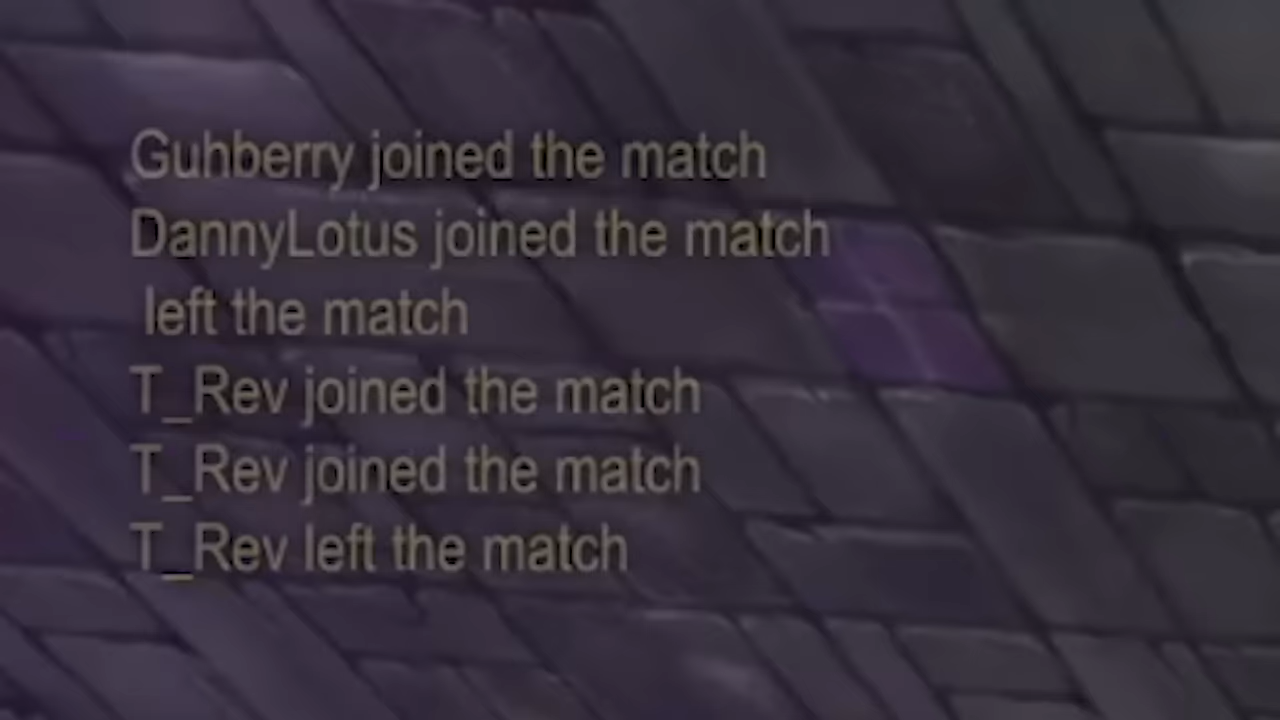 Guhberry joined the match
DannyLotus joined the match
left the match
T_Rev joined the match
T_Rev joined the match
T_Rev left the match